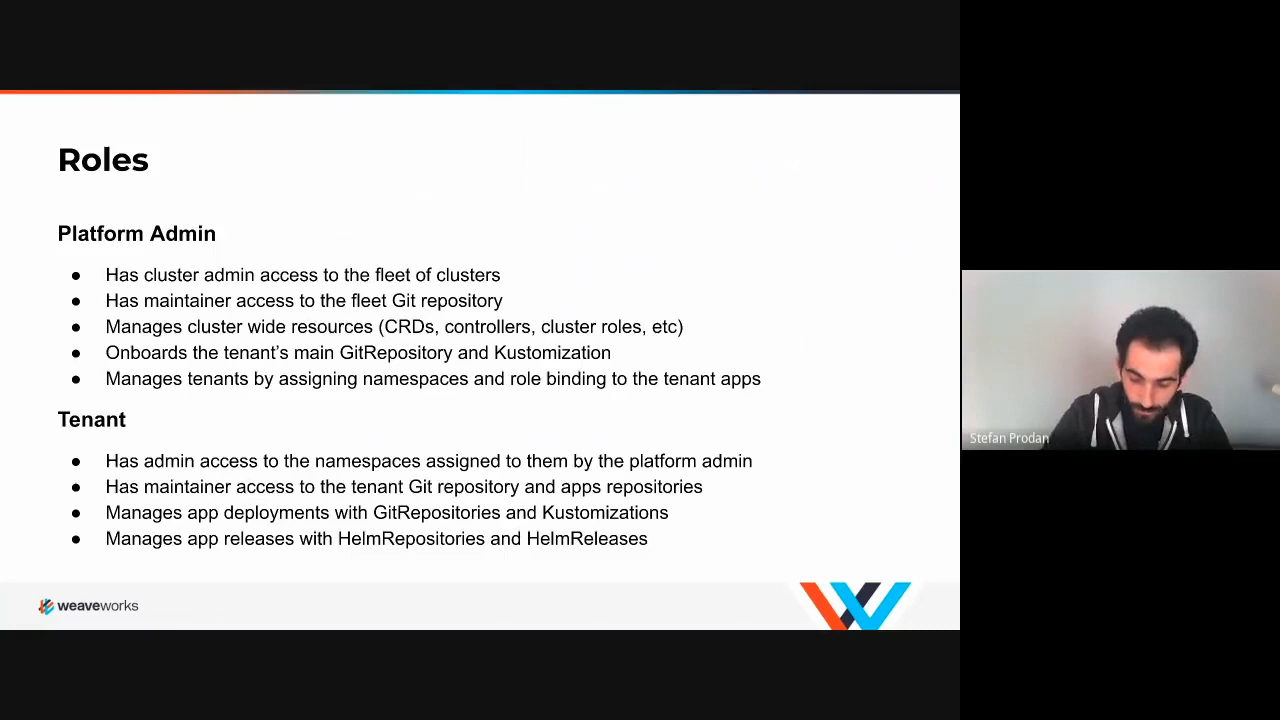 Roles
Platform Admin
● Has cluster admin access to the fleet of clusters
● Has maintainer access to the fleet Git repository
● Manages cluster wide resources (CRDs, controllers, cluster roles, etc)
● Onboards the tenant's main GitRepository and Kustomization
● Manages tenants by assigning namespaces and role binding to the tenant apps
Tenant
● Has admin access to the namespaces assigned to them by the platform admin
● Has maintainer access to the tenant Git repository and apps repositories
● Manages app deployments with GitRepositories and Kustomizations
● Manages app releases with HelmRepositories and HelmReleases
weaveworks
Stefan Prodan